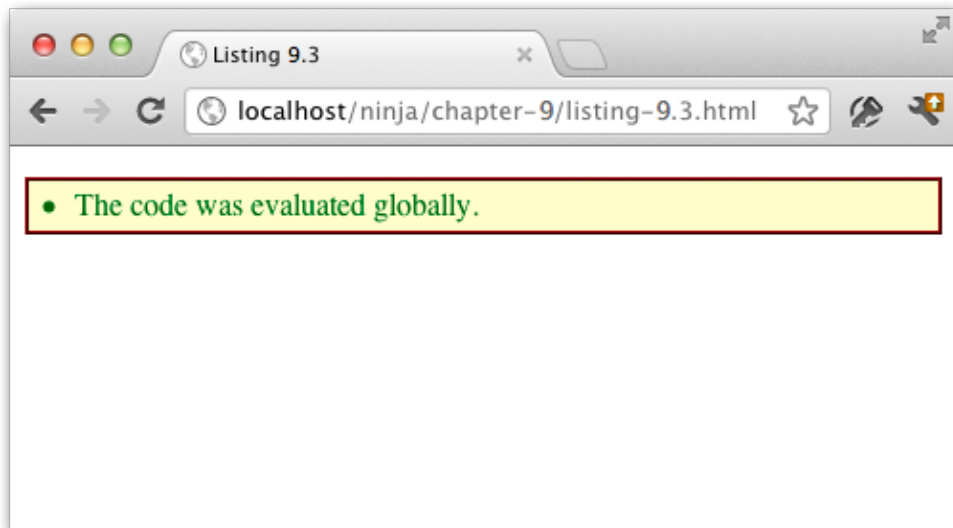 Listing 9.3
localhost/ninja/chapter-9/listing-9.3.html
• The code was evaluated globally.